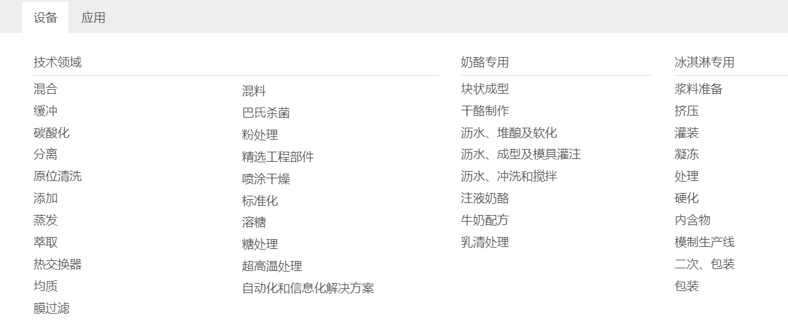 设备
应用
技术领域
混合
缓冲
碳酸化
分离
原位清洗
添加
蒸发
萃取
热交换器
均质
膜过滤
混料
巴氏杀菌
粉处理
精选工程部件
喷涂干燥
标准化
溶糖
糖处理
超高温处理
自动化和信息化解决方案
奶酪专用
块状成型
干酪制作
沥水、堆酿及软化
沥水、成型及模具灌注
沥水、冲洗和搅拌
注液奶酪
牛奶配方
乳清处理
冰淇淋专用
浆料准备
挤压
灌装
凝冻
处理
硬化
内含物
模制生产线
二次、包装
包装